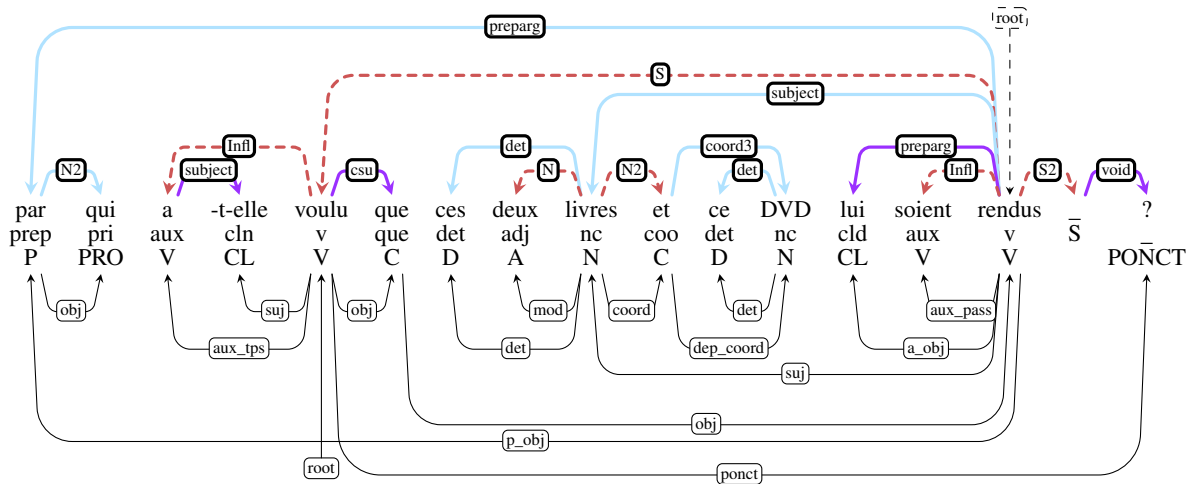 preparg root
S
subject
Infl det coord3 preparg
N2 subject csu N N2 det Infl S2 void
par qui a -t-elle voulu que ces deux livres et ce DVD lui soient rendus _ ?
prep pri aux cln v que det adj nc coo det nc cld aux v S _
P PRO V CL V C D A N C D N CL V V PONCT
obj suj obj mod coord det aux_pass
aux_tps det dep_coord a_obj
suj
obj
p_obj
root ponct